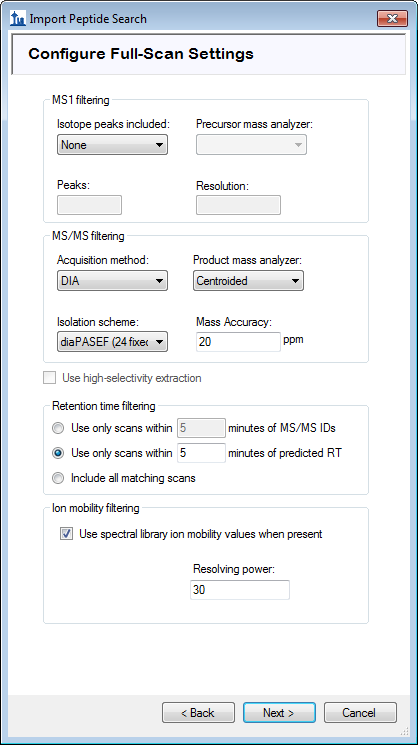 Import Peptide Search
Configure Full-Scan Settings
MS1 filtering
Isotope peaks included: Precursor mass analyzer:
None
Peaks: Resolution:
MS/MS filtering
Acquisition method: Product mass analyzer:
DIA Centroided
Isolation scheme: Mass Accuracy:
diaPASEF (24 fixed 20 ppm
Use high-selectivity extraction
Retention time filtering
Use only scans within 5 minutes of MS/MS IDs
Use only scans within 5 minutes of predicted RT
Include all matching scans
Ion mobility filtering
Use spectral library ion mobility values when present
Resolving power:
30
< Back Next > Cancel